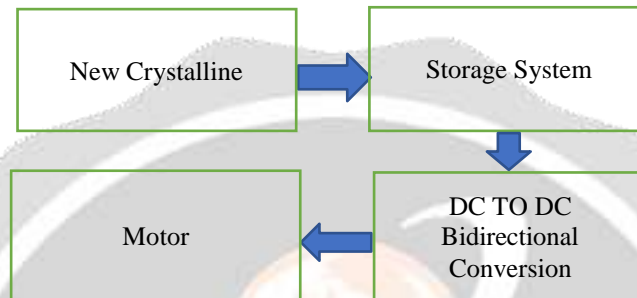 New Crystalline
Storage System
Motor
DC TO DC
Bidirectional
Conversion